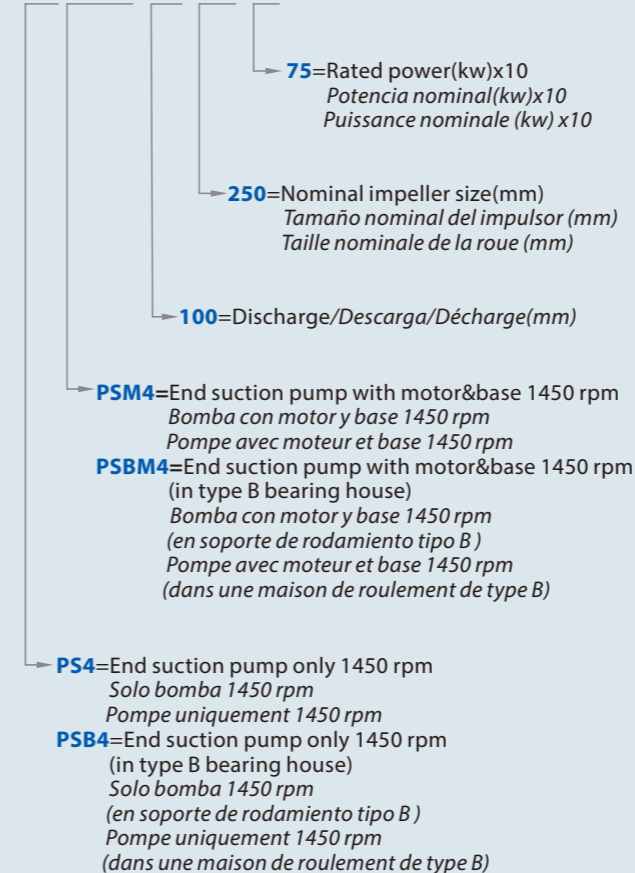 75=Rated power(kw)x10
Potencia nominal(kw)x10
Puissance nominale (kw) x10
250=Nominal impeller size(mm)
Tamaño nominal del impulsor (mm)
Taille nominale de la roue (mm)
100=Discharge/Descarga/Décharge(mm)
PSM4=End suction pump with motor&base 1450 rpm
Bomba con motor y base 1450 rpm
Pompe avec moteur et base 1450 rpm
PSBM4=End suction pump with motor&base 1450 rpm
(in type B bearing house)
Bomba con motor y base 1450 rpm
(en soporte de rodamiento tipo B )
Pompe avec moteur et base 1450 rpm
(dans une maison de roulement de type B)
PS4=End suction pump only 1450 rpm
Solo bomba 1450 rpm
Pompe uniquement 1450 rpm
PSB4=End suction pump only 1450 rpm
(in type B bearing house)
Solo bomba 1450 rpm
(en soporte de rodamiento tipo B )
Pompe uniquement 1450 rpm
(dans une maison de roulement de type B)